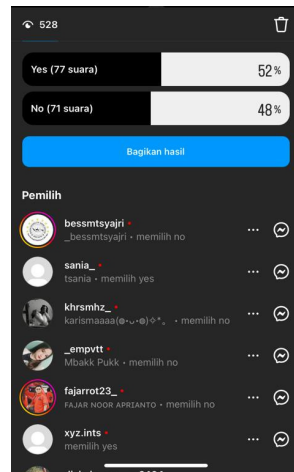 528
Yes (77 suara) 52%
No (71 suara) 48%
Bagikan hasil
Pemilih
bessmtsyajri
_bessmtsyajri • memilih no
sania_
tsania • memilih yes
khrsmhz_
karismaaaa(๑•ᴗ•๑)✧*。 • memilih no
_empvtt
Mbakk Pukk • memilih no
fajarrot23_
FAJAR NOOR APRIANTO • memilih no
xyz.ints
memilih yes